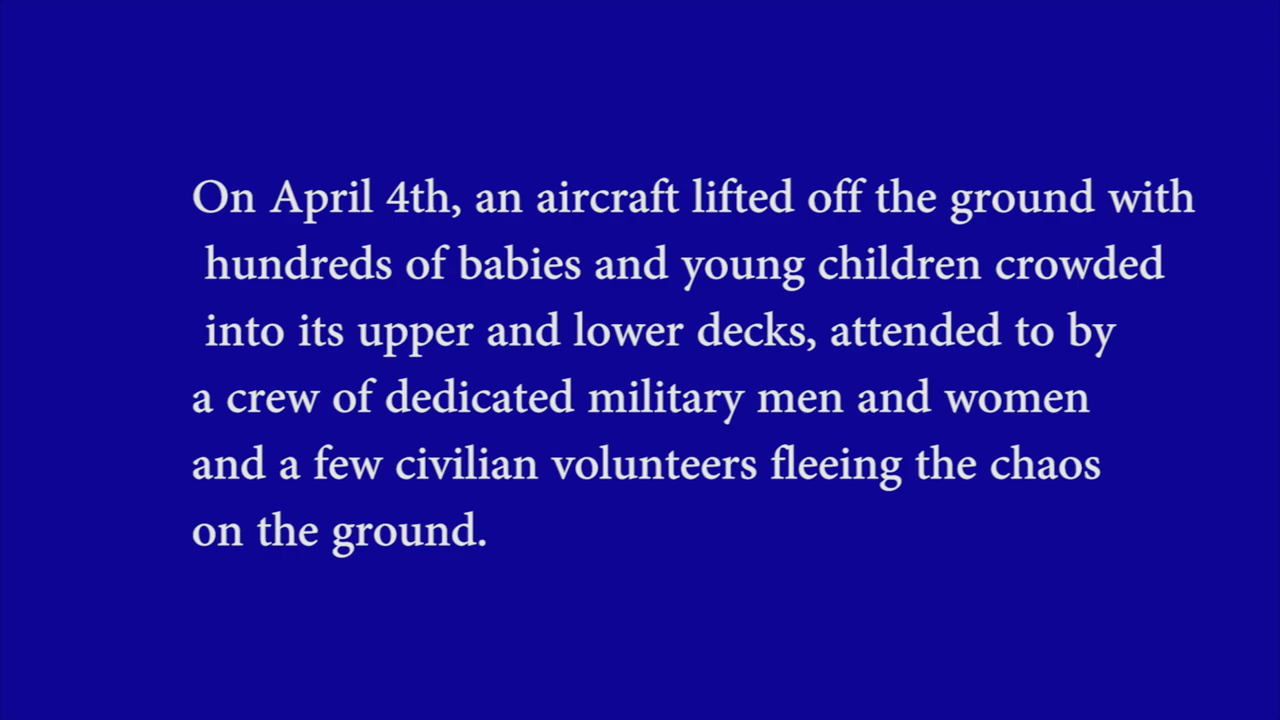 On April 4th, an aircraft lifted off the ground with
hundreds of babies and young children crowded
into its upper and lower decks, attended to by
a crew of dedicated military men and women
and a few civilian volunteers fleeing the chaos
on the ground.